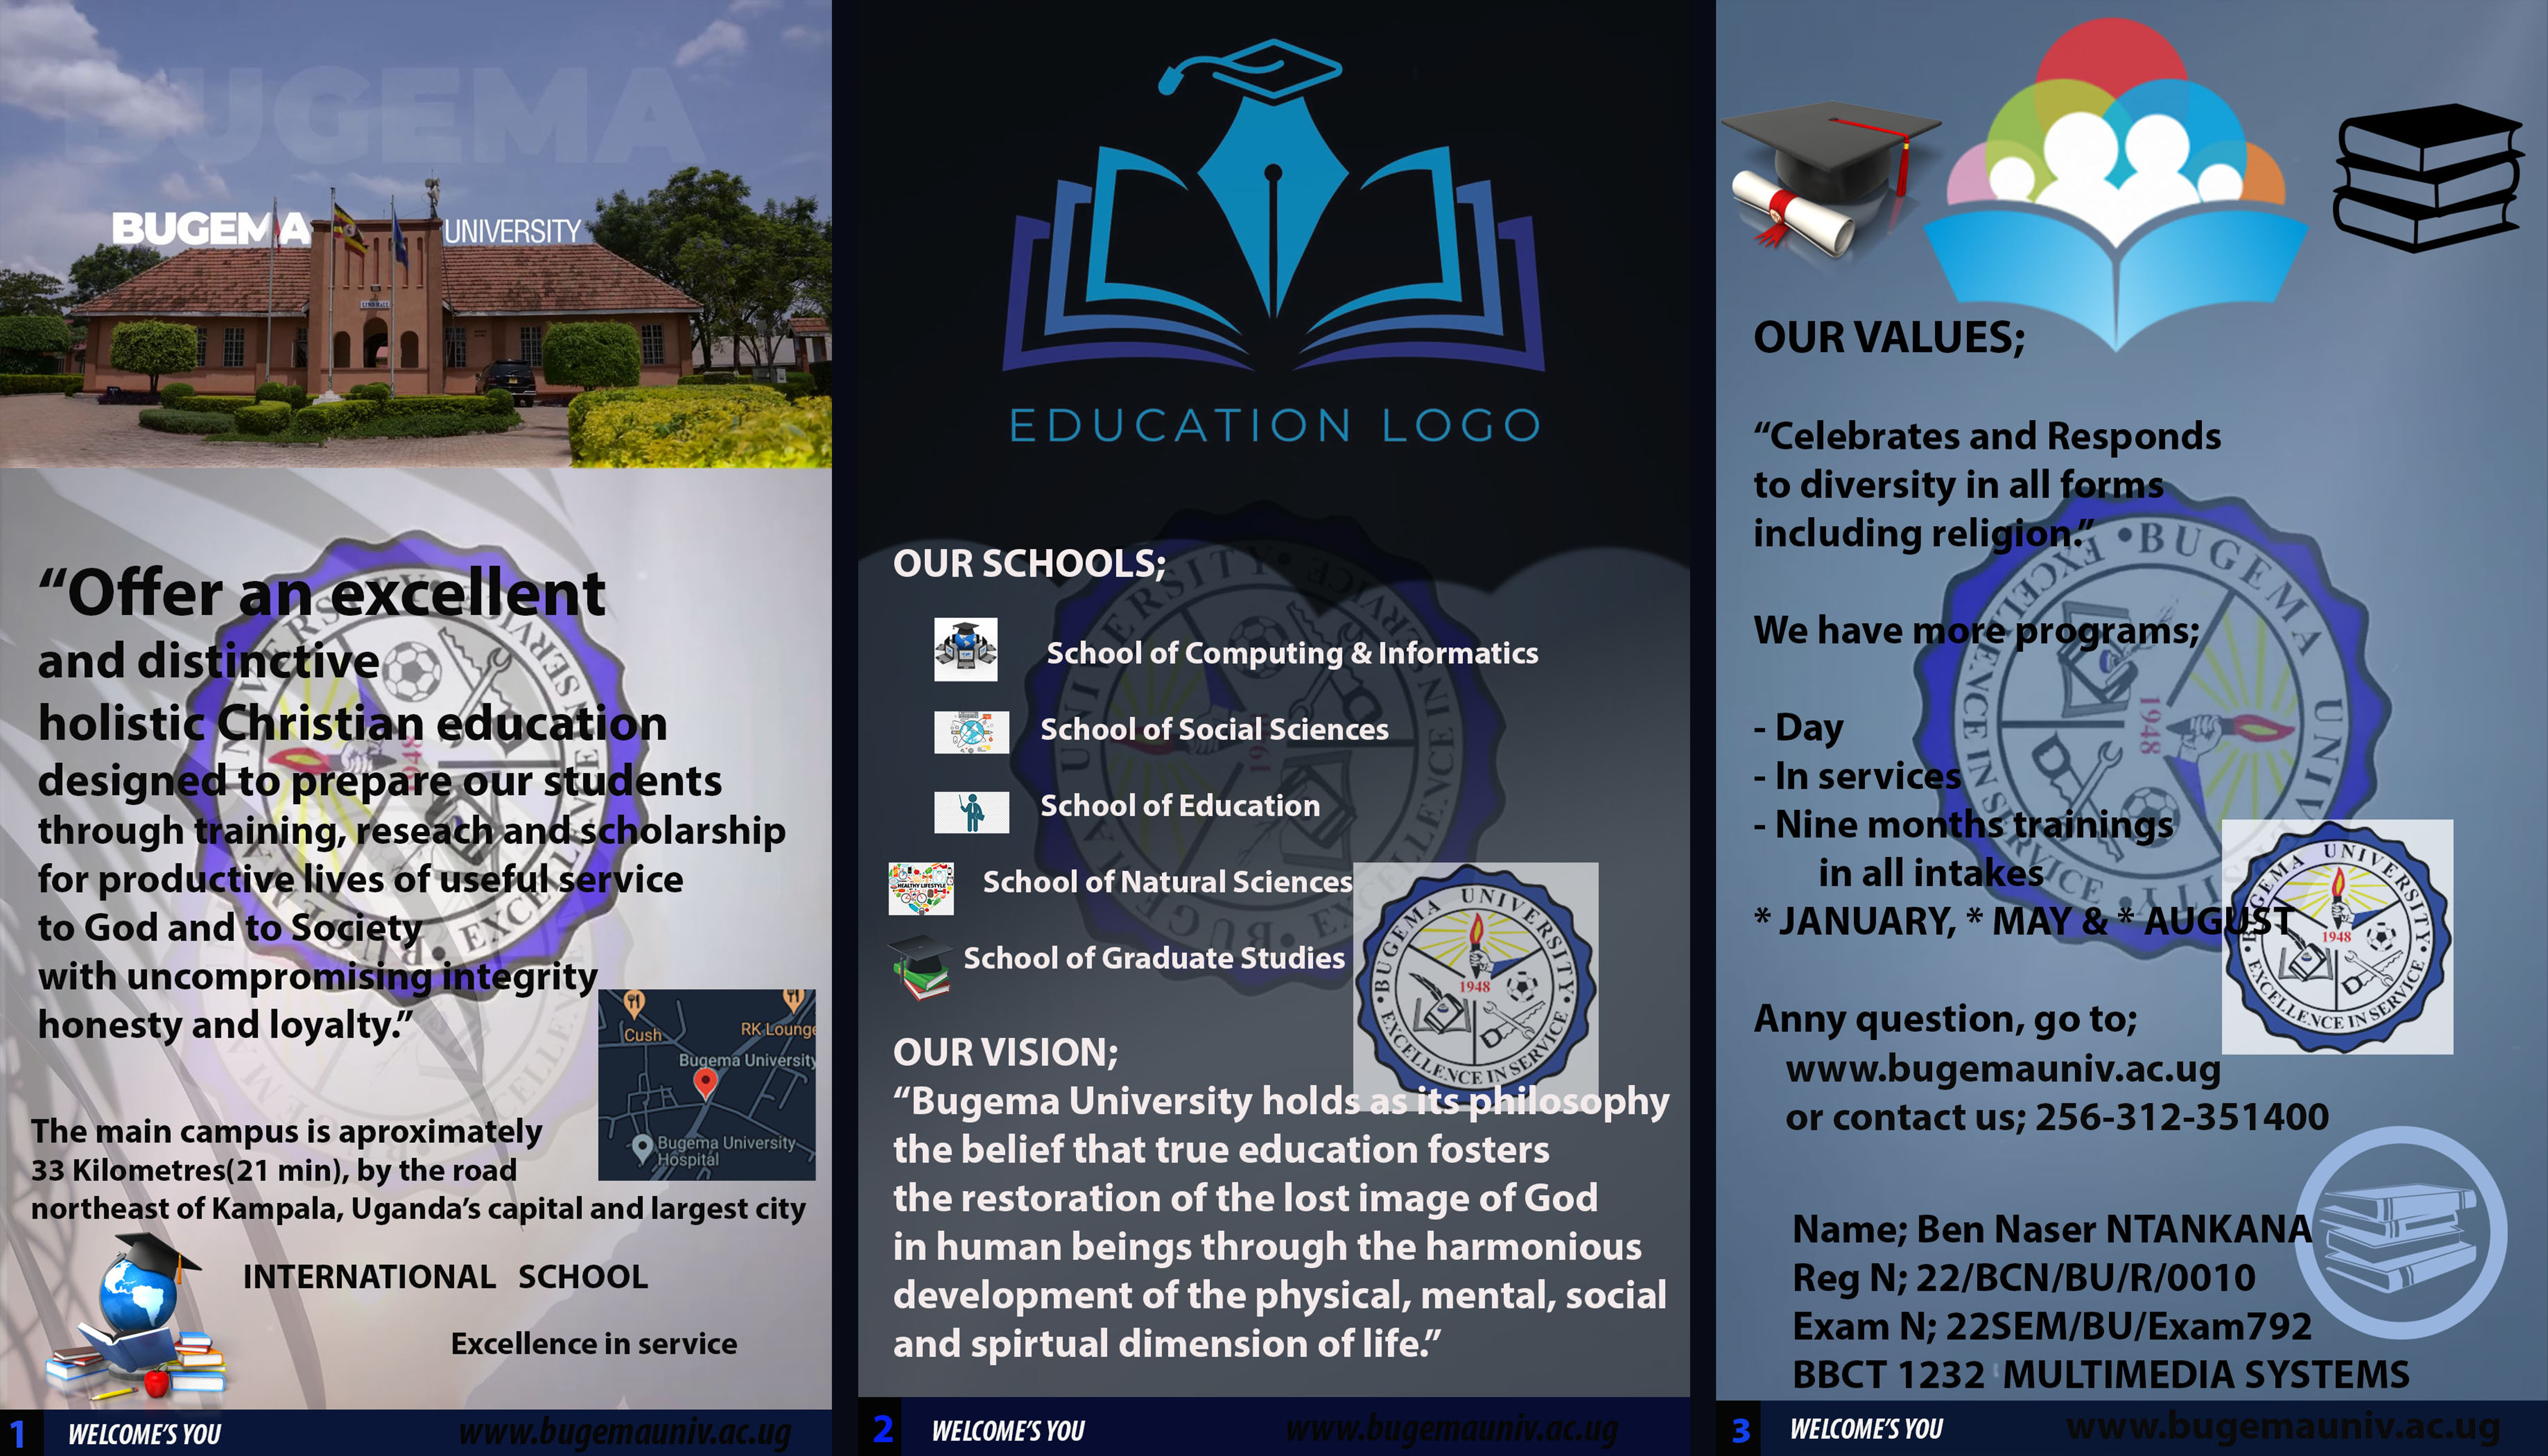 BUGEMA
BUGEMA UNIVERSITY
"Offer an excellent
and distinctive
holistic Christian education
designed to prepare our students
through training, reseach and scholarship
for productive lives of useful service
to God and to Society
with uncompromising integrity
honesty and loyalty."
Cush
RK Lounge
Bugema University
Bugema University
Hospital
The main campus is aproximately
33 Kilometres(21 min), by the road
northeast of Kampala, Uganda's capital and largest city
INTERNATIONAL SCHOOL
Excellence in service
1 WELCOME'S YOU www.bugemauniv.ac.ug
EDUCATION LOGO
OUR SCHOOLS;
School of Computing & Informatics
School of Social Sciences
School of Education
HEALTHY LIFESTYLE
School of Natural Sciences
School of Graduate Studies
BUGEMA UNIVERSITY
1948
EXCELLENCE IN SERVICE
OUR VISION;
"Bugema University holds as its philosophy
the belief that true education fosters
the restoration of the lost image of God
in human beings through the harmonious
development of the physical, mental, social
and spirtual dimension of life."
2 WELCOME'S YOU www.bugemauniv.ac.ug
OUR VALUES;
"Celebrates and Responds
to diversity in all forms
including religion."
We have more programs;
- Day
- In services
- Nine months trainings
in all intakes
* JANUARY, * MAY & * AUGUST
BUGEMA UNIVERSITY
1948
EXCELLENCE IN SERVICE
Anny question, go to;
www.bugemauniv.ac.ug
or contact us; 256-312-351400
Name; Ben Naser NTANKANA
Reg N; 22/BCN/BU/R/0010
Exam N; 22SEM/BU/Exam792
BBCT 1232 MULTIMEDIA SYSTEMS
3 WELCOME'S YOU www.bugemauniv.ac.ug